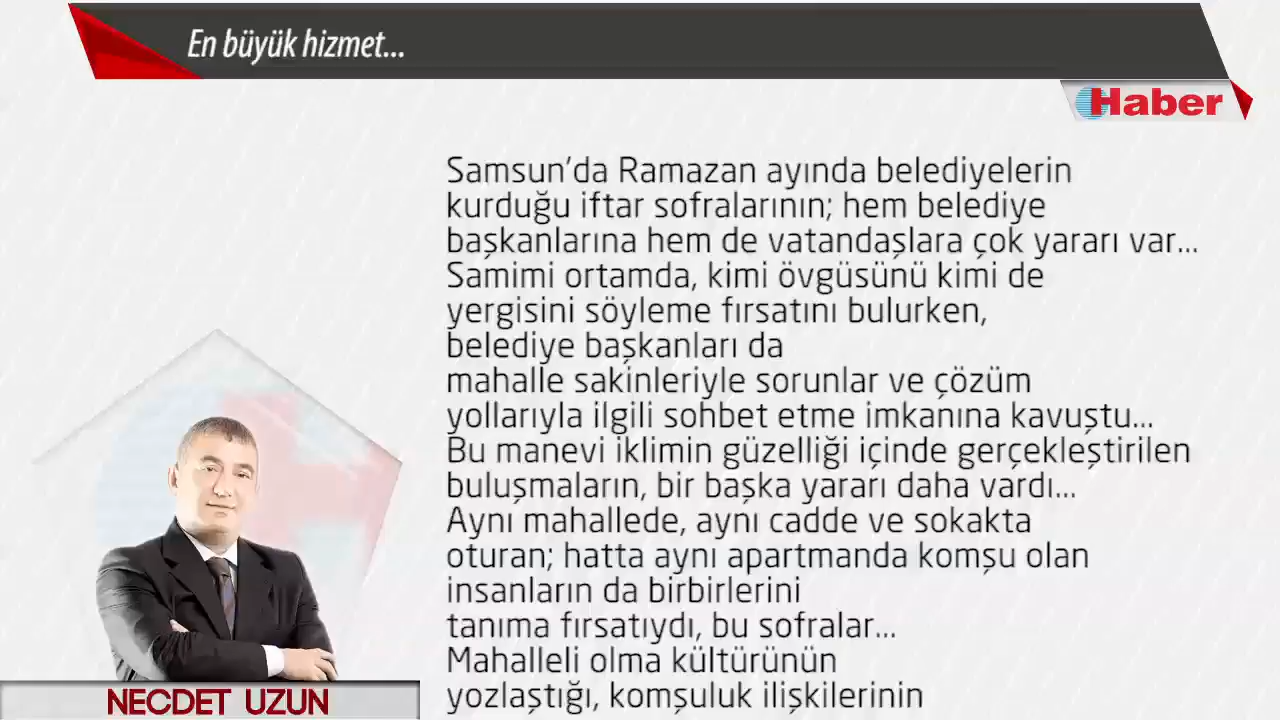 En büyük hizmet...
Haber
Samsun'da Ramazan ayında belediyelerin
kurduğu iftar sofralarının; hem belediye
başkanlarına hem de vatandaşlara çok yararı var...
Samimi ortamda, kimi övgüsünü kimi de
yergisini söyleme fırsatını bulurken,
belediye başkanları da
mahalle sakinleriyle sorunlar ve çözüm
yollarıyla ilgili sohbet etme imkanına kavuştu...
Bu manevi iklimin güzelliği içinde gerçekleştirilen
buluşmaların, bir başka yararı daha vardı...
Aynı mahallede, aynı cadde ve sokakta
oturan; hatta aynı apartmanda komşu olan
insanların da birbirlerini
tanıma fırsatıydı, bu sofralar...
Mahalleli olma kültürünün
yozlaştığı, komşuluk ilişkilerinin
NECDET UZUN